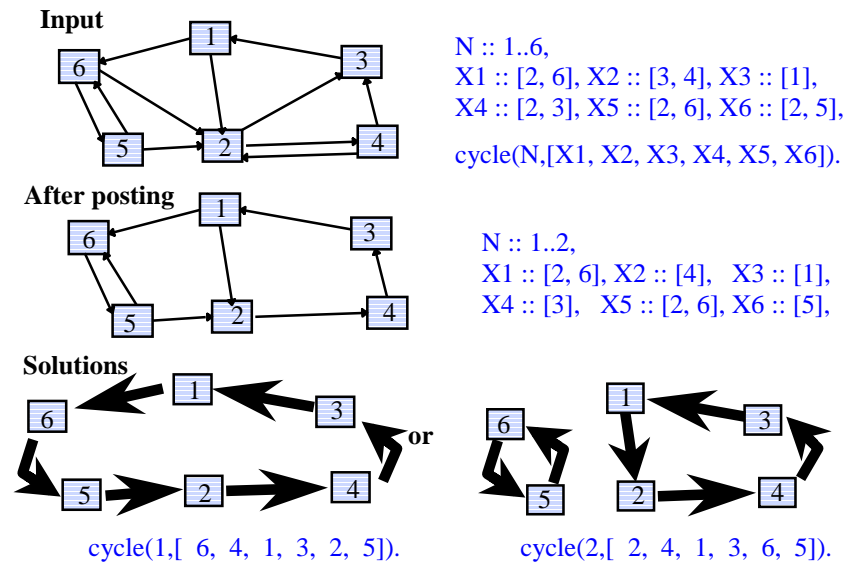 Input
1
6
3
5
2
4
N :: 1..6,
X1 :: [2, 6], X2 :: [3, 4], X3 :: [1],
X4 :: [2, 3], X5 :: [2, 6], X6 :: [2, 5],
cycle(N,[X1, X2, X3, X4, X5, X6]).
After posting
1
6
3
5
2
4
N :: 1..2,
X1 :: [2, 6], X2 :: [4], X3 :: [1],
X4 :: [3], X5 :: [2, 6], X6 :: [5],
Solutions
1
6
3
5
2
4
or
1
6
3
5
2
4
cycle(1,[ 6, 4, 1, 3, 2, 5]).
cycle(2,[ 2, 4, 1, 3, 6, 5]).